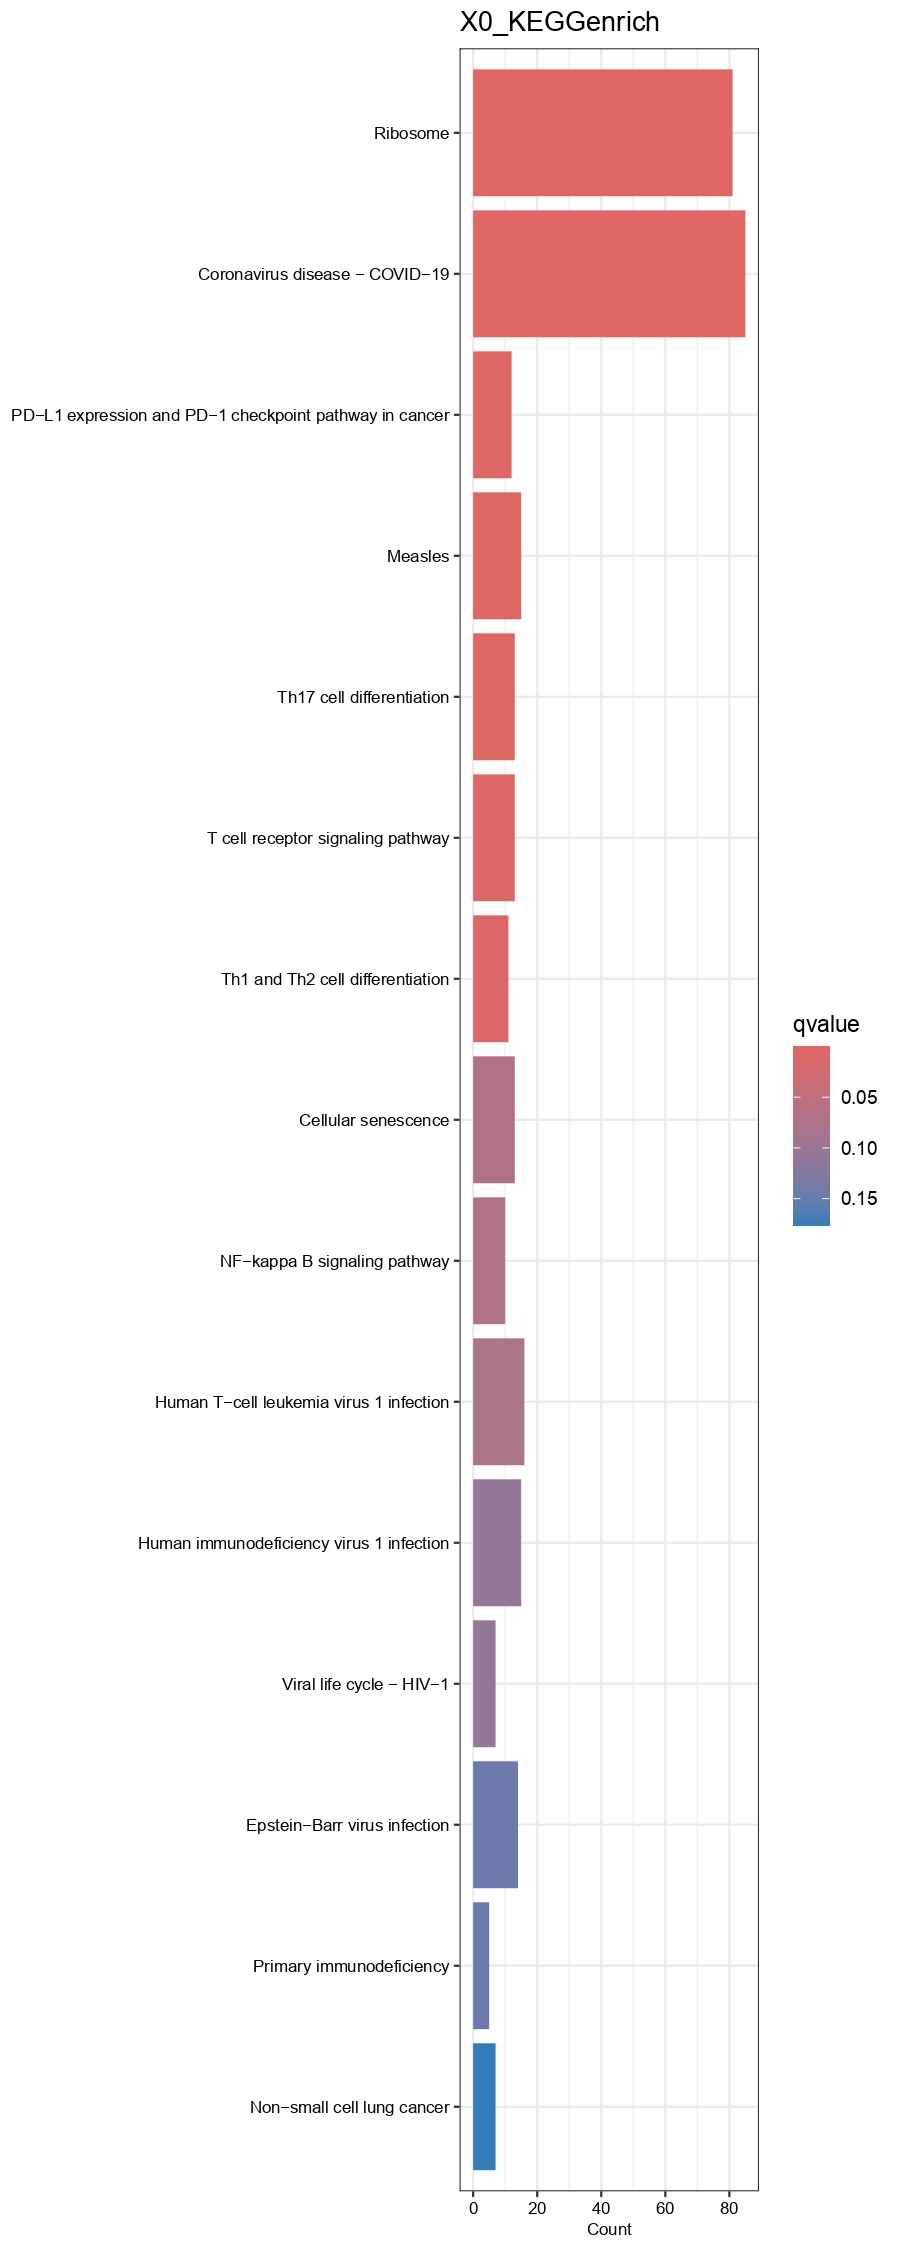 X0_KEGGenrich
Ribosome
Coronavirus disease − COVID−19
PD−L1 expression and PD−1 checkpoint pathway in cancer
Measles
Th17 cell differentiation
T cell receptor signaling pathway
Th1 and Th2 cell differentiation
Cellular senescence
NF−kappa B signaling pathway
Human T−cell leukemia virus 1 infection
Human immunodeficiency virus 1 infection
Viral life cycle − HIV−1
Epstein−Barr virus infection
Primary immunodeficiency
Non−small cell lung cancer
0 20 40 60 80
Count
qvalue
0.05
0.10
0.15